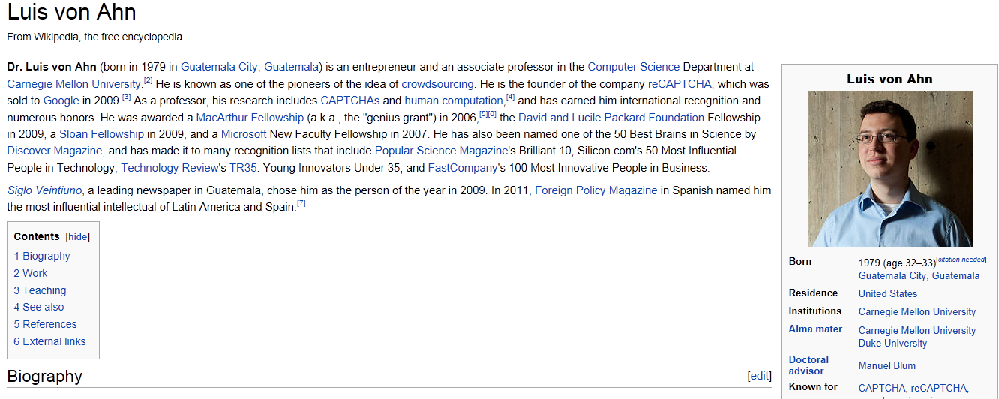 Luis von Ahn
From Wikipedia, the free encyclopedia
Dr. Luis von Ahn (born in 1979 in Guatemala City, Guatemala) is an entrepreneur and an associate professor in the Computer Science Department at
Carnegie Mellon University.[2] He is known as one of the pioneers of the idea of crowdsourcing. He is the founder of the company reCAPTCHA, which was
sold to Google in 2009.[3] As a professor, his research includes CAPTCHAs and human computation,[4] and has earned him international recognition and
numerous honors. He was awarded a MacArthur Fellowship (a.k.a., the "genius grant") in 2006,[5][6] the David and Lucile Packard Foundation Fellowship
in 2009, a Sloan Fellowship in 2009, and a Microsoft New Faculty Fellowship in 2007. He has also been named one of the 50 Best Brains in Science by
Discover Magazine, and has made it to many recognition lists that include Popular Science Magazine's Brilliant 10, Silicon.com's 50 Most Influential
People in Technology, Technology Review's TR35: Young Innovators Under 35, and FastCompany's 100 Most Innovative People in Business.
Siglo Veintiuno, a leading newspaper in Guatemala, chose him as the person of the year in 2009. In 2011, Foreign Policy Magazine in Spanish named him
the most influential intellectual of Latin America and Spain.[7]
Contents [hide]
1 Biography
2 Work
3 Teaching
4 See also
5 References
6 External links
Biography [edit]
Luis von Ahn
Born 1979 (age 32–33)[citation needed]
Guatemala City, Guatemala
Residence United States
Institutions Carnegie Mellon University
Alma mater Carnegie Mellon University
Duke University
Doctoral
advisor Manuel Blum
Known for CAPTCHA, reCAPTCHA,